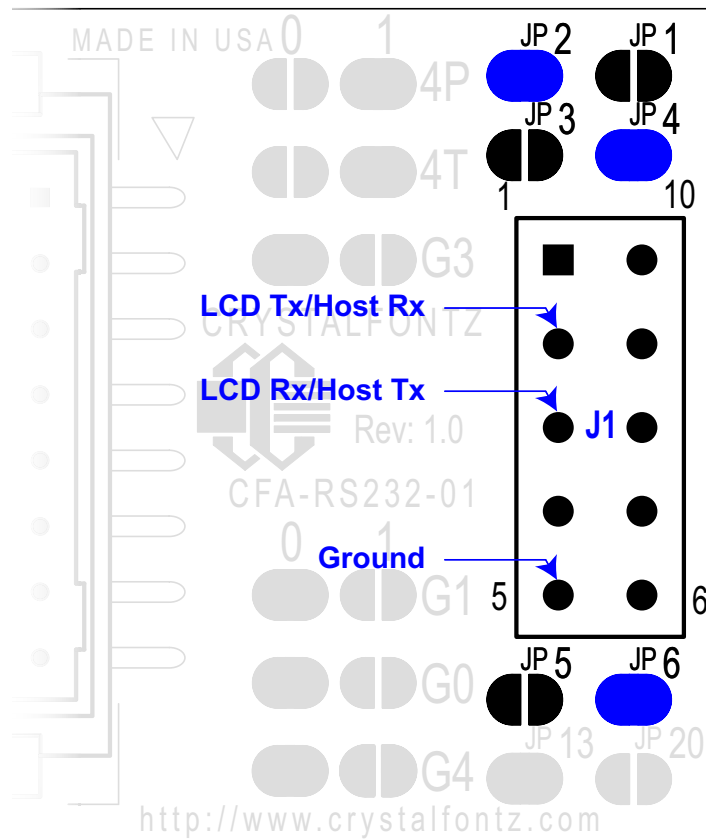 MADE IN USA 0 1 JP 2 JP 1
4P
JP 3 JP 4
4T
1 10
G3
LCD Tx/Host Rx
CRYSTALFONTZ
LCD Rx/Host Tx
J1
Rev: 1.0
CFA-RS232-01
0 1
Ground
G1 5 6
JP 5 JP 6
G0
JP 13 JP 20
G4
http://www.crystalfontz.com